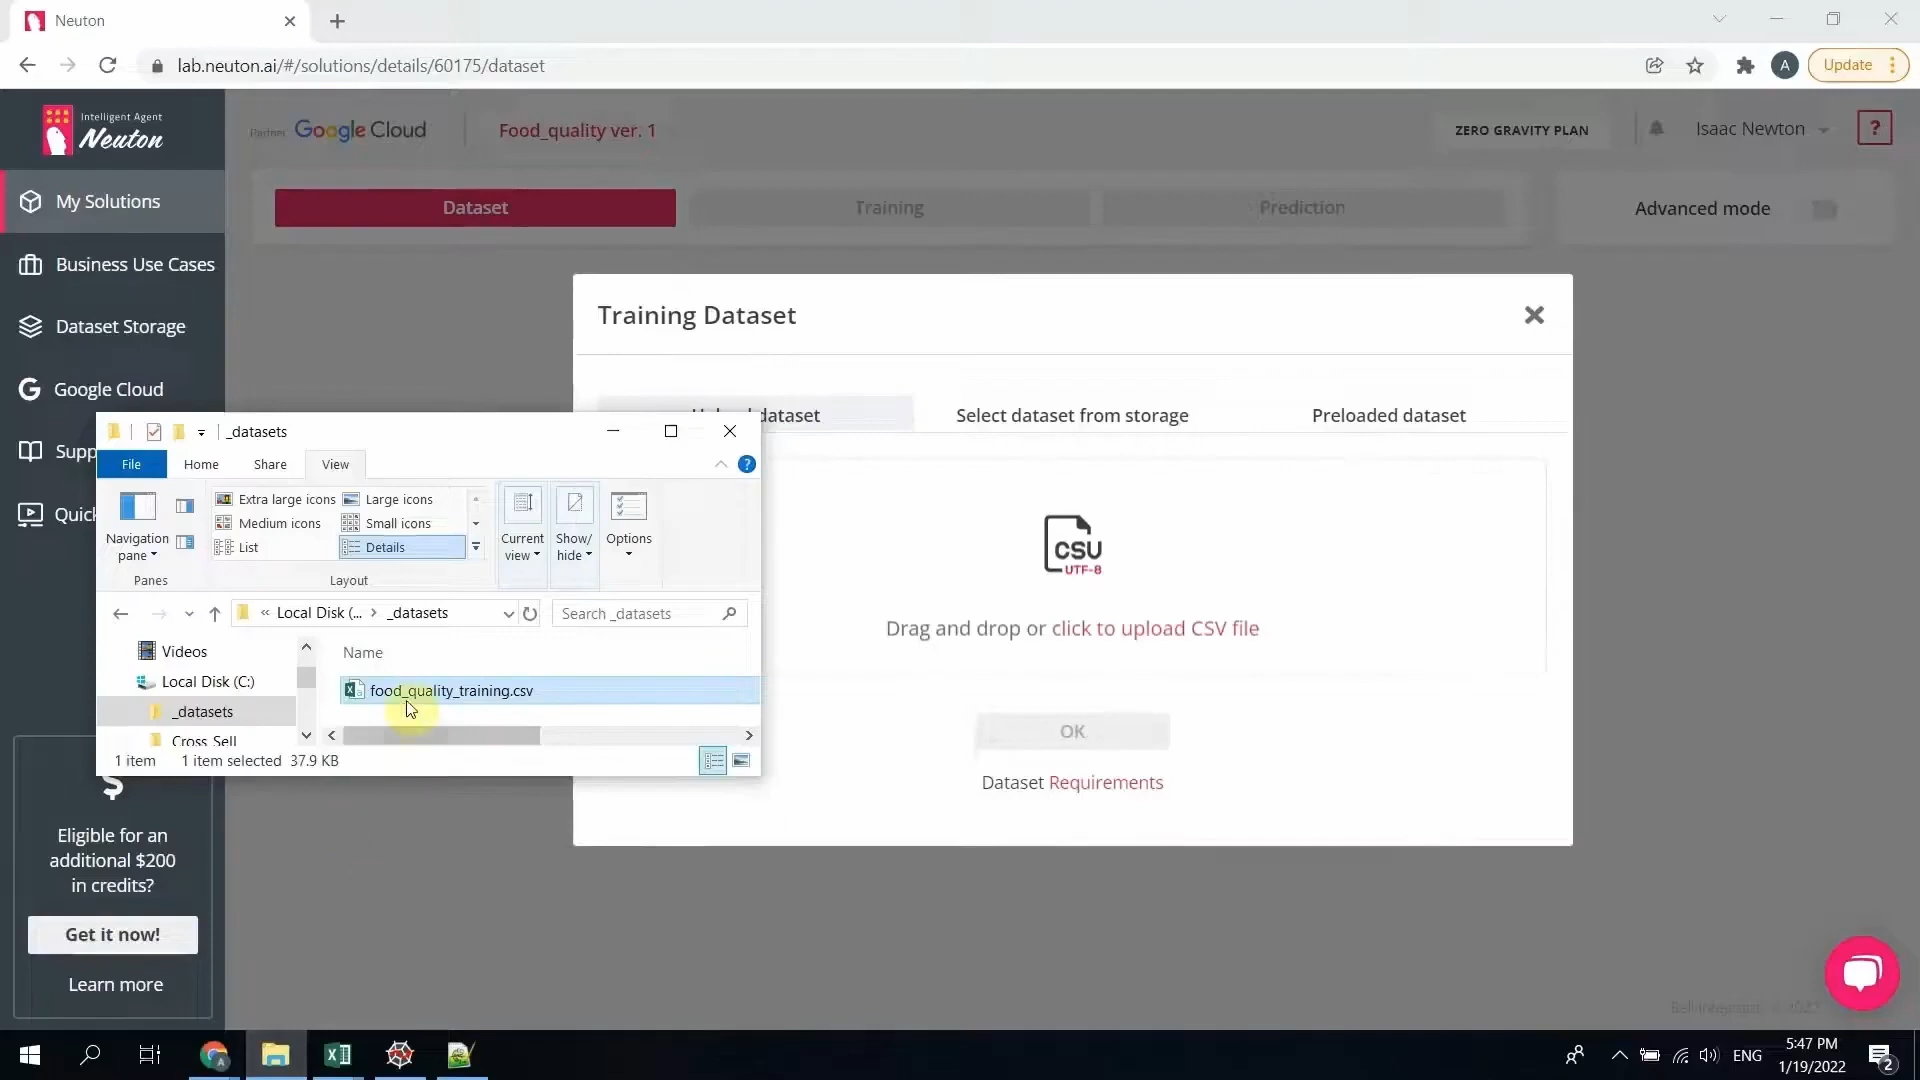 Neuton
lab.neuton.ai/#/solutions/details/60175/dataset
A
Update
Intelligent Agent
Neuton
Partner
Google Cloud
Food_quality ver. 1
ZERO GRAVITY PLAN
Isaac Newton
?
My Solutions
Business Use Cases
Dataset Storage
Google Cloud
Supp
Quick
Dataset
Training
Prediction
Advanced mode
Training Dataset
dataset
Select dataset from storage
Preloaded dataset
CSV
UTF-8
Drag and drop or click to upload CSV file
OK
Dataset Requirements
_datasets
File
Home
Share
View
?
Navigation
pane
Extra large icons
Large icons
Medium icons
Small icons
List
Details
Current
view
Show/
hide
Options
Panes
Layout
« Local Disk (... > _datasets
Search _datasets
Videos
Local Disk (C:)
_datasets
Cross Sell
Name
food_quality_training.csv
1 item
1 item selected 37.9 KB
$
Eligible for an
additional $200
in credits?
Get it now!
Learn more
A
ENG
5:47 PM
1/19/2022
2